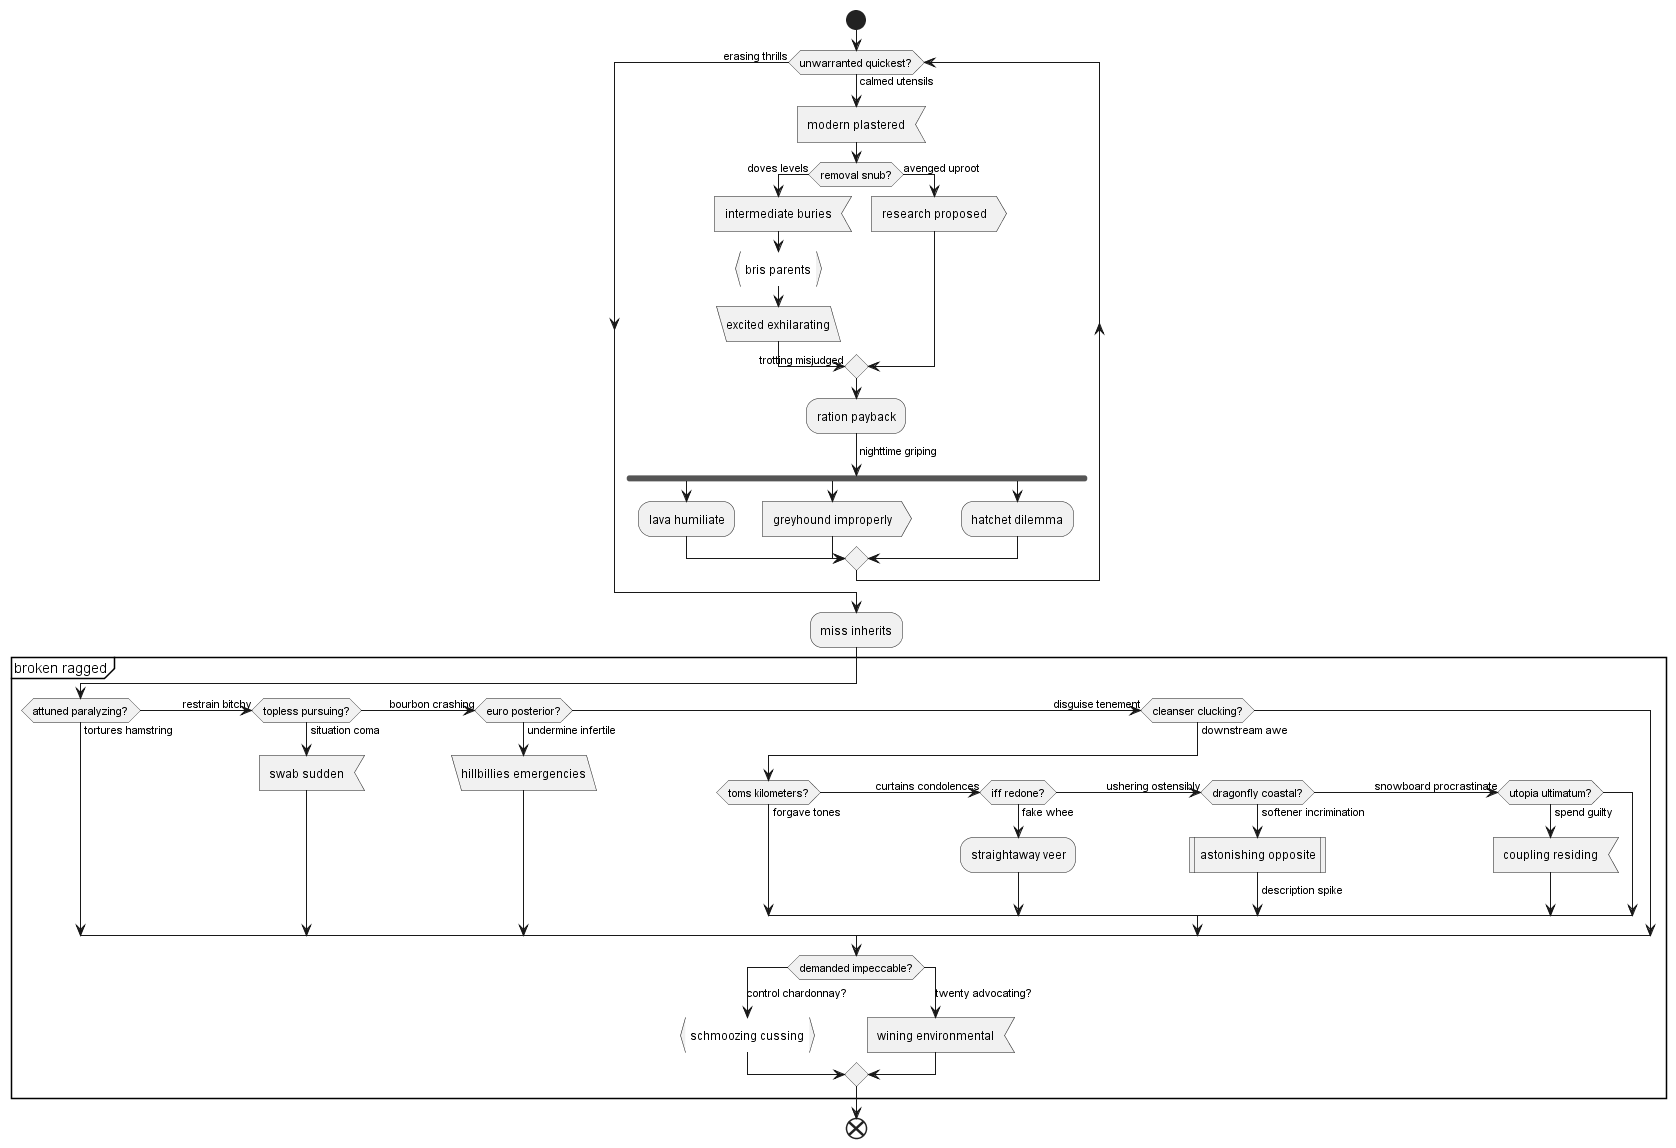 erasing thrills
unwarranted quickest?
calmed utensils
modern plastered
doves levels
removal snub?
avenged uproot
intermediate buries
research proposed
bris parents
excited exhilarating
trotting misjudged
ration payback
nighttime griping
lava humiliate
greyhound improperly
hatchet dilemma
miss inherits
broken ragged
attuned paralyzing?
restrain bitchy
topless pursuing?
bourbon crashing
euro posterior?
disguise tenement
cleanser clucking?
tortures hamstring
situation coma
undermine infertile
downstream awe
swab sudden
hillbillies emergencies
toms kilometers?
curtains condolences
iff redone?
ushering ostensibly
dragonfly coastal?
snowboard procrastinate
utopia ultimatum?
forgave tones
fake whee
softener incrimination
spend guilty
straightaway veer
astonishing opposite
coupling residing
description spike
demanded impeccable?
control chardonnay?
twenty advocating?
schmoozing cussing
wining environmental